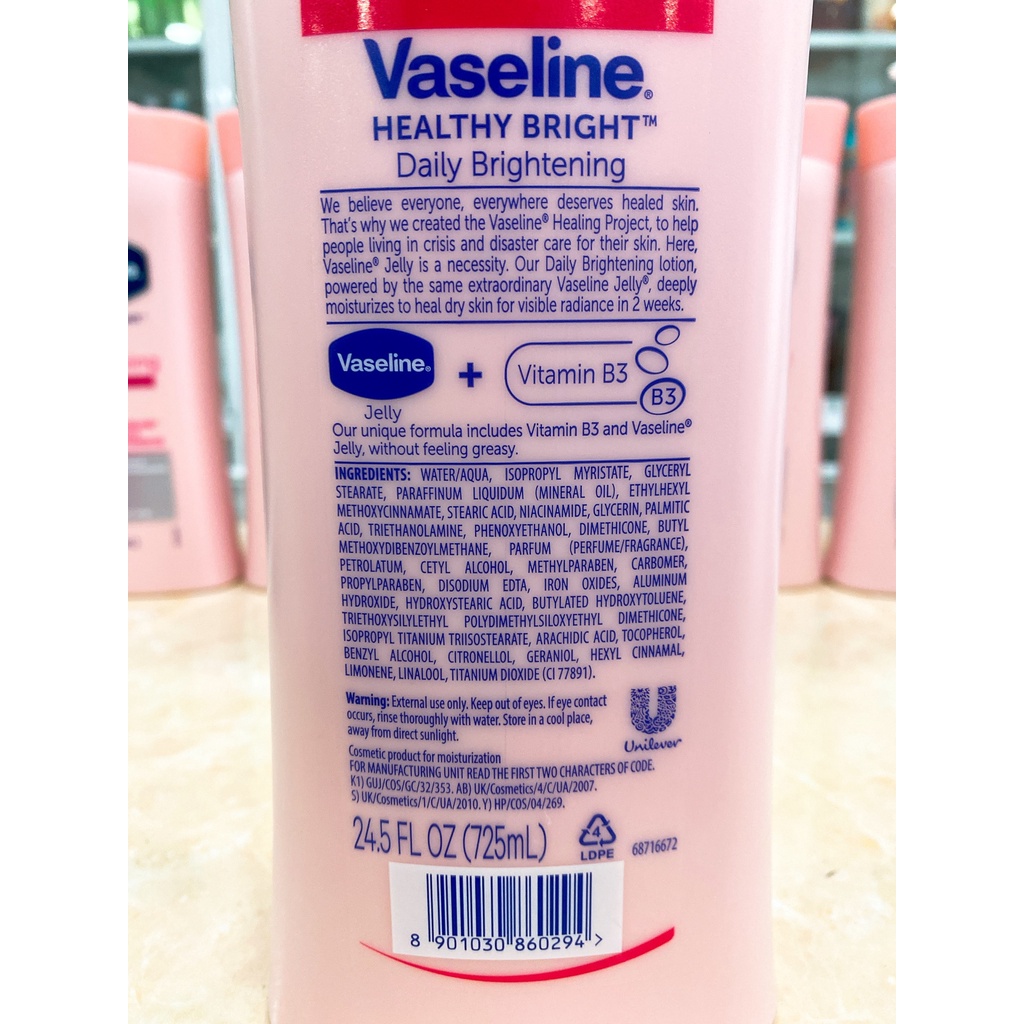 Vaseline®
HEALTHY BRIGHT™
Daily Brightening
We believe everyone, everywhere deserves healed skin.
That's why we created the Vaseline® Healing Project, to help
people living in crisis and disaster care for their skin. Here,
Vaseline® Jelly is a necessity. Our Daily Brightening lotion,
powered by the same extraordinary Vaseline Jelly®, deeply
moisturizes to heal dry skin for visible radiance in 2 weeks.
Vaseline® + Vitamin B3 B3
Jelly
Our unique formula includes Vitamin B3 and Vaseline®
Jelly, without feeling greasy.
INGREDIENTS: WATER/AQUA, ISOPROPYL MYRISTATE, GLYCERYL
STEARATE, PARAFFINUM LIQUIDUM (MINERAL OIL), ETHYLHEXYL
METHOXYCINNAMATE, STEARIC ACID, NIACINAMIDE, GLYCERIN, PALMITIC
ACID, TRIETHANOLAMINE, PHENOXYETHANOL, DIMETHICONE, BUTYL
METHOXYDIBENZOYLMETHANE, PARFUM (PERFUME/FRAGRANCE),
PETROLATUM, CETYL ALCOHOL, METHYLPARABEN, CARBOMER,
PROPYLPARABEN, DISODIUM EDTA, IRON OXIDES, ALUMINUM
HYDROXIDE, HYDROXYSTEARIC ACID, BUTYLATED HYDROXYTOLUENE,
TRIETHOXYSILYLETHYL POLYDIMETHYLSILOXYETHYL DIMETHICONE,
ISOPROPYL TITANIUM TRIISOSTEARATE, ARACHIDIC ACID, TOCOPHEROL,
BENZYL ALCOHOL, CITRONELLOL, GERANIOL, HEXYL CINNAMAL,
LIMONENE, LINALOOL, TITANIUM DIOXIDE (CI 77891).
Warning: External use only. Keep out of eyes. If eye contact
occurs, rinse thoroughly with water. Store in a cool place,
away from direct sunlight.
Unilever
Cosmetic product for moisturization
FOR MANUFACTURING UNIT READ THE FIRST TWO CHARACTERS OF CODE.
K1) GUJ/COS/GC/32/353. AB) UK/Cosmetics/4/C/UA/2007.
S) UK/Cosmetics/1/C/UA/2010. Y) HP/COS/04/269.
24.5 FL OZ (725mL) 4 LDPE 68716672
8 901030 860294 >